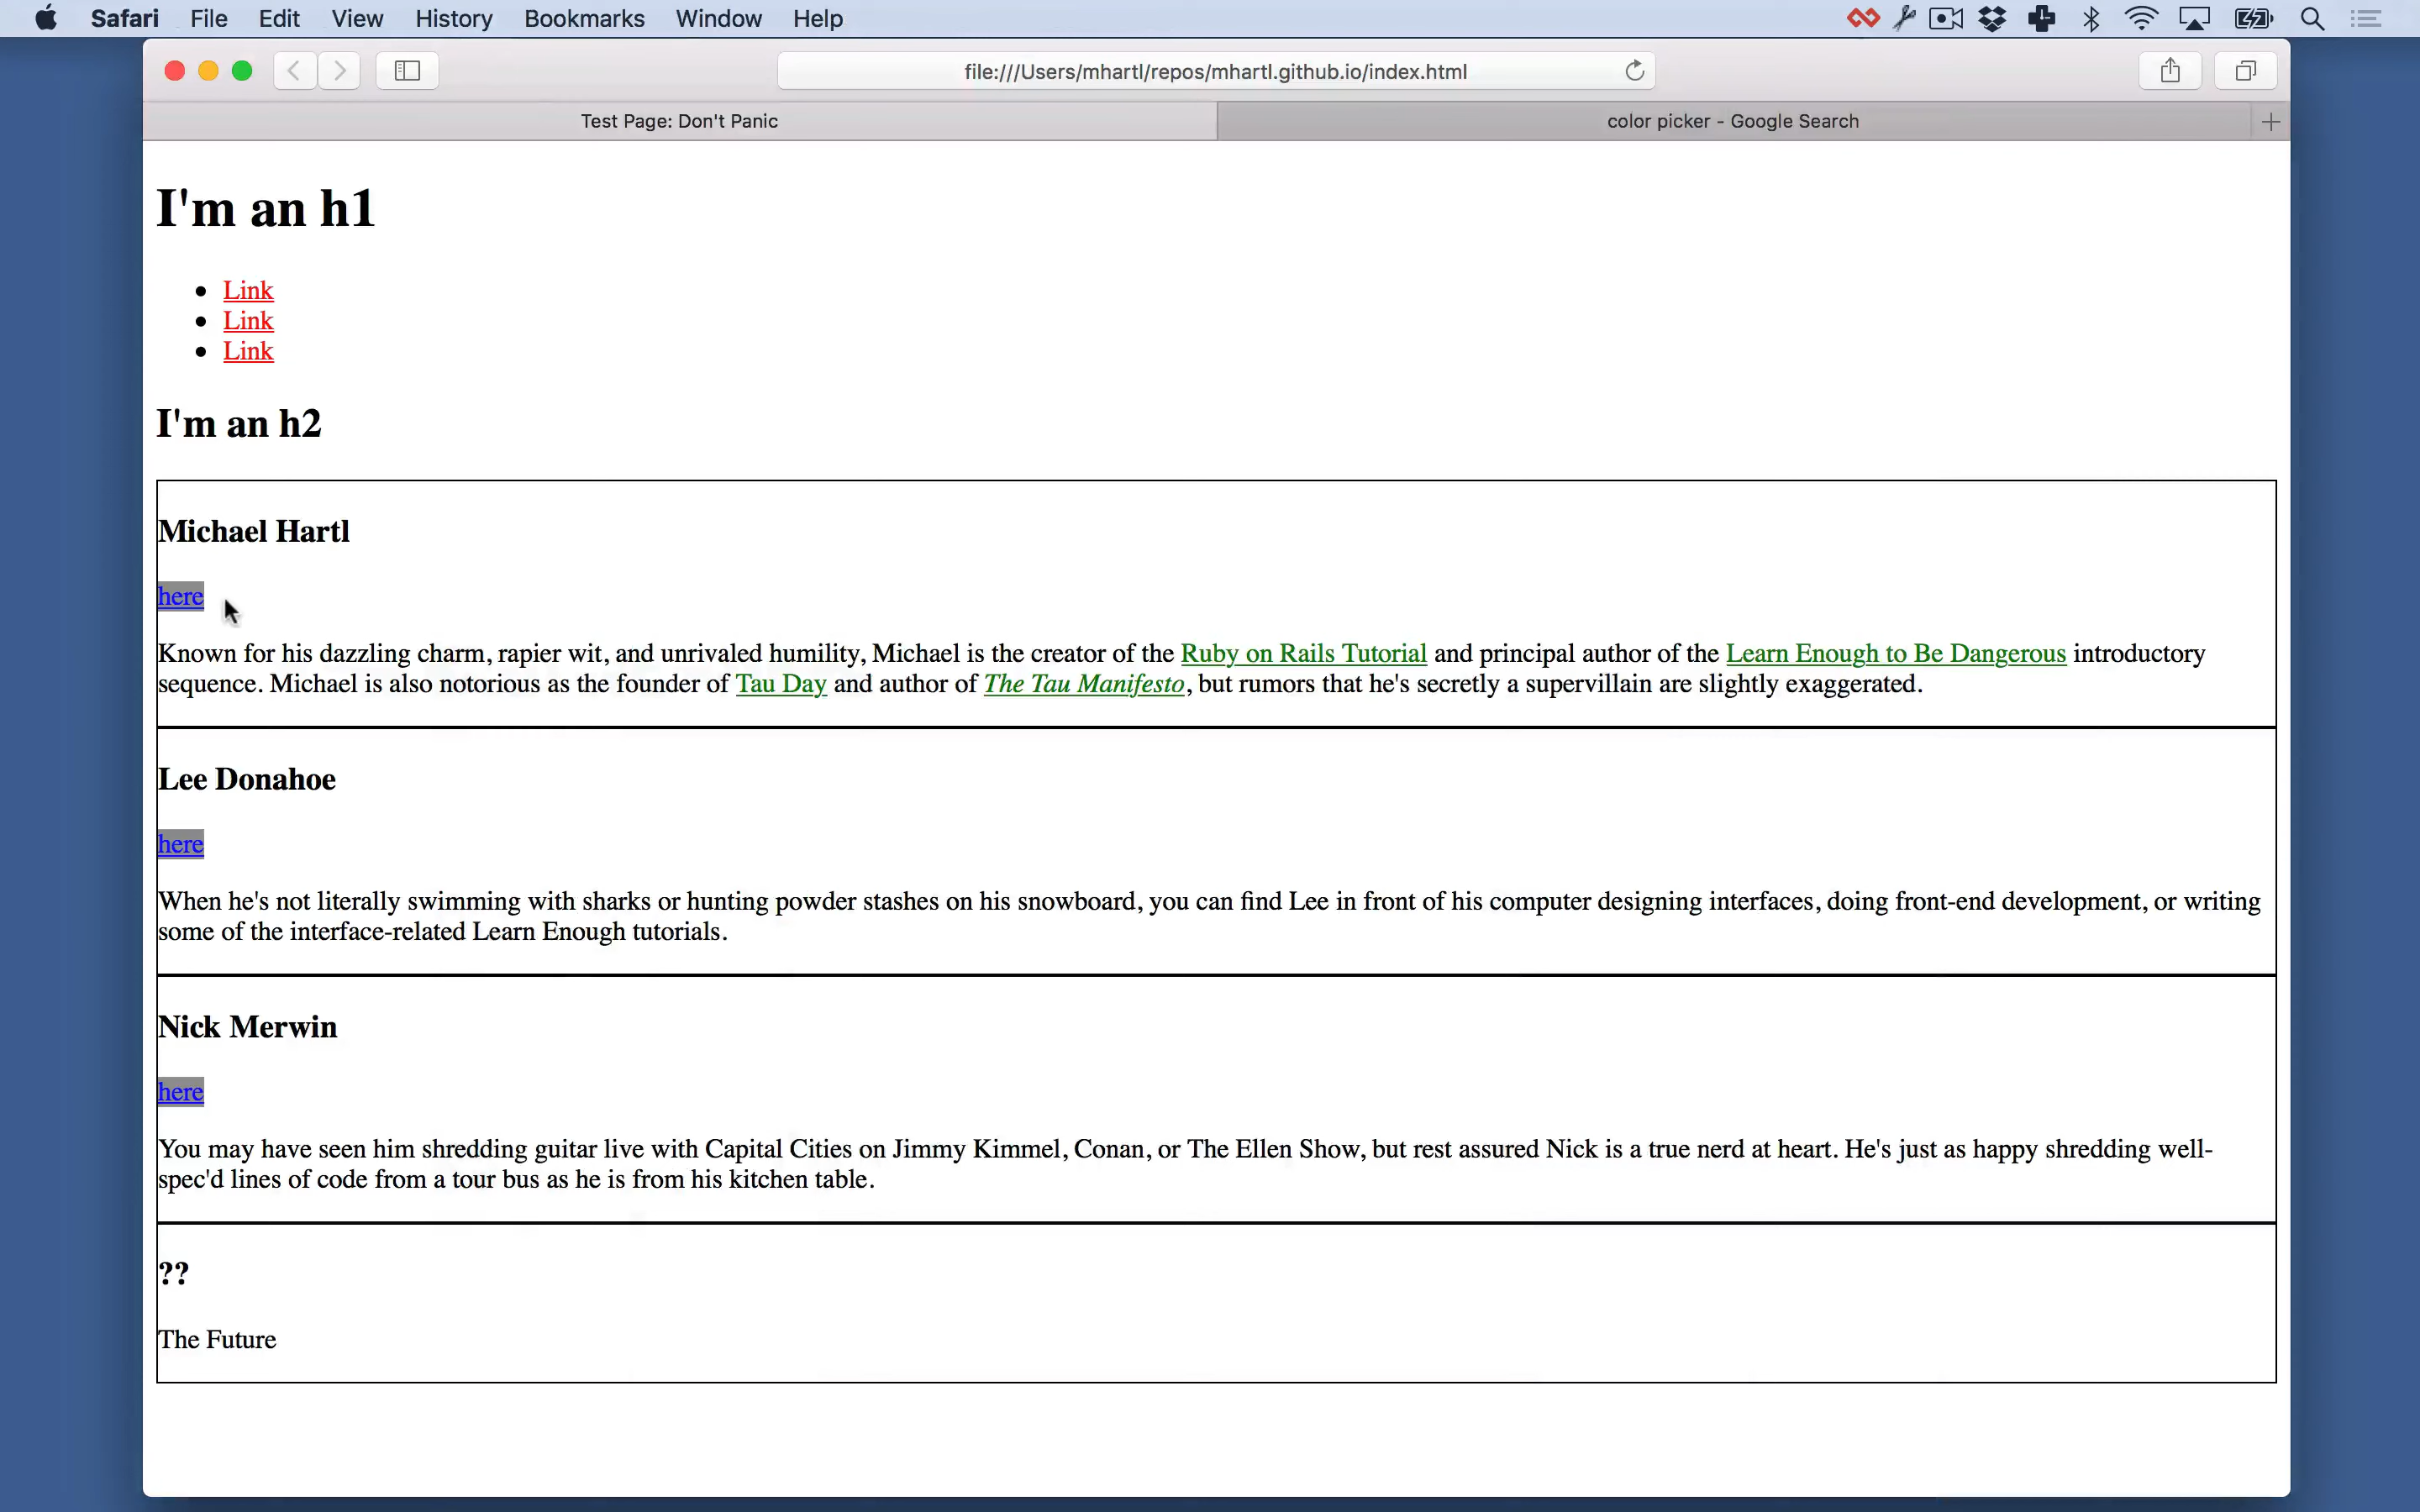 Safari File Edit View History Bookmarks Window Help
file:///Users/mhartl/repos/mhartl.github.io/index.html
Test Page: Don't Panic
color picker - Google Search
I'm an h1
Link
Link
Link
I'm an h2
Michael Hartl
here
Known for his dazzling charm, rapier wit, and unrivaled humility, Michael is the creator of the Ruby on Rails Tutorial and principal author of the Learn Enough to Be Dangerous introductory
sequence. Michael is also notorious as the founder of Tau Day and author of The Tau Manifesto, but rumors that he's secretly a supervillain are slightly exaggerated.
Lee Donahoe
here
When he's not literally swimming with sharks or hunting powder stashes on his snowboard, you can find Lee in front of his computer designing interfaces, doing front-end development, or writing
some of the interface-related Learn Enough tutorials.
Nick Merwin
here
You may have seen him shredding guitar live with Capital Cities on Jimmy Kimmel, Conan, or The Ellen Show, but rest assured Nick is a true nerd at heart. He's just as happy shredding well-
spec'd lines of code from a tour bus as he is from his kitchen table.
??
The Future